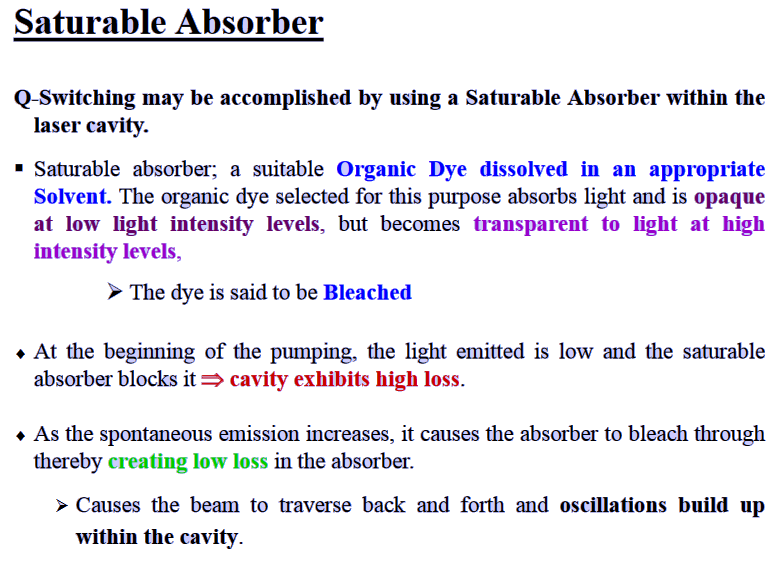 Saturable Absorber
Q-Switching may be accomplished by using a Saturable Absorber within the
laser cavity.
▪ Saturable absorber; a suitable Organic Dye dissolved in an appropriate
Solvent. The organic dye selected for this purpose absorbs light and is opaque
at low light intensity levels, but becomes transparent to light at high
intensity levels,
➢ The dye is said to be Bleached
♦ At the beginning of the pumping, the light emitted is low and the saturable
absorber blocks it ⇒ cavity exhibits high loss.
♦ As the spontaneous emission increases, it causes the absorber to bleach through
thereby creating low loss in the absorber.
➢ Causes the beam to traverse back and forth and oscillations build up
within the cavity.